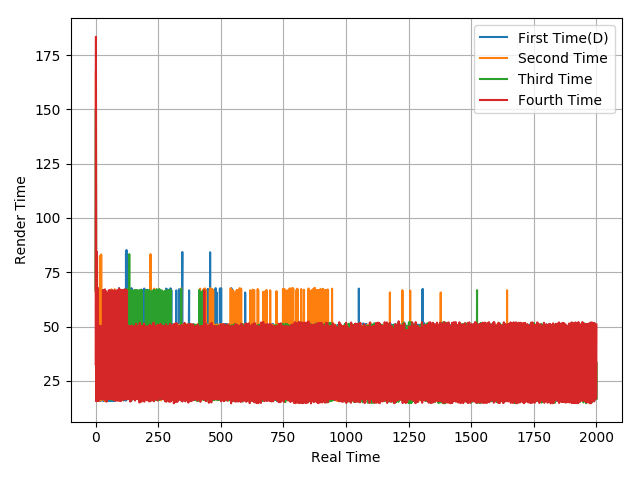 First Time(D)
Second Time
Third Time
Fourth Time
175
150
125
100
75
50
25
Render Time
0 250 500 750 1000 1250 1500 1750 2000
Real Time